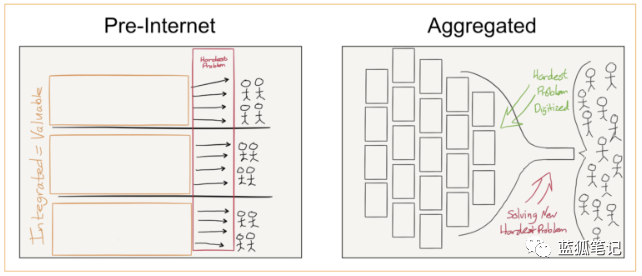 Pre-Internet
Aggregated
Hardest
Problem
Integrated = Valuable
Hardest
Problem
Digitized
Solving New
Hardest Problem
蓝狐笔记